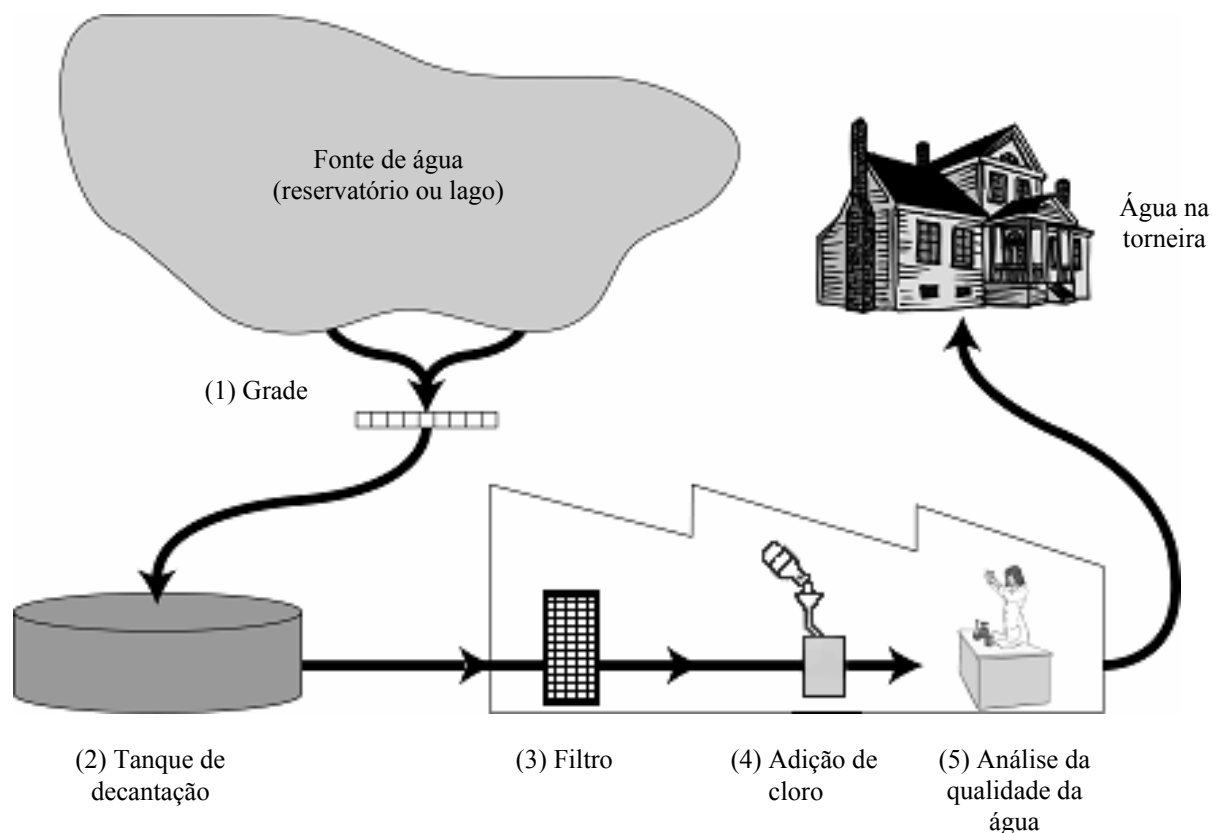 Fonte de água
(reservatório ou lago)
Água na
torneira
(1) Grade
(2) Tanque de
decantação
(3) Filtro
(4) Adição de
cloro
(5) Análise da
qualidade da
água